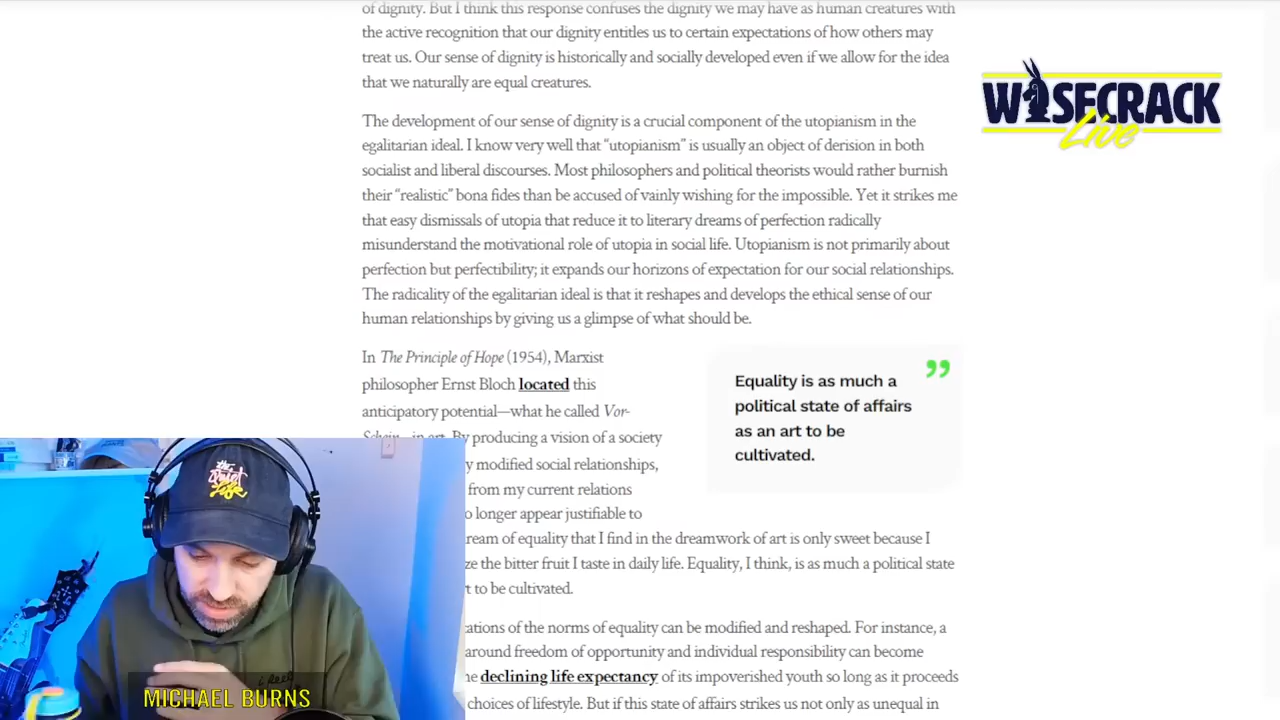 of dignity. But I think this response confuses the dignity we may have as human creatures with
the active recognition that our dignity entitles us to certain expectations of how others may
treat us. Our sense of dignity is historically and socially developed even if we allow for the idea
that we naturally are equal creatures.
The development of our sense of dignity is a crucial component of the utopianism in the
egalitarian ideal. I know very well that “utopianism” is usually an object of derision in both
socialist and liberal discourses. Most philosophers and political theorists would rather burnish
their “realistic” bona fides than be accused of vainly wishing for the impossible. Yet it strikes me
that easy dismissals of utopia that reduce it to literary dreams of perfection radically
misunderstand the motivational role of utopia in social life. Utopianism is not primarily about
perfection but perfectibility; it expands our horizons of expectation for our social relationships.
The radicality of the egalitarian ideal is that it reshapes and develops the ethical sense of our
human relationships by giving us a glimpse of what should be.
In The Principle of Hope (1954), Marxist
philosopher Ernst Bloch located this
anticipatory potential—what he called Vor-
Schein—in art. By producing a vision of a society
y modified social relationships,
from my current relations
o longer appear justifiable to
ream of equality that I find in the dreamwork of art is only sweet because I
ze the bitter fruit I taste in daily life. Equality, I think, is as much a political state
rt to be cultivated.
ations of the norms of equality can be modified and reshaped. For instance, a
around freedom of opportunity and individual responsibility can become
e declining life expectancy of its impoverished youth so long as it proceeds
choices of lifestyle. But if this state of affairs strikes us not only as unequal in
”
Equality is as much a
political state of affairs
as an art to be
cultivated.
WISECRACK
Live
the Quiet
Life
MICHAEL BURNS